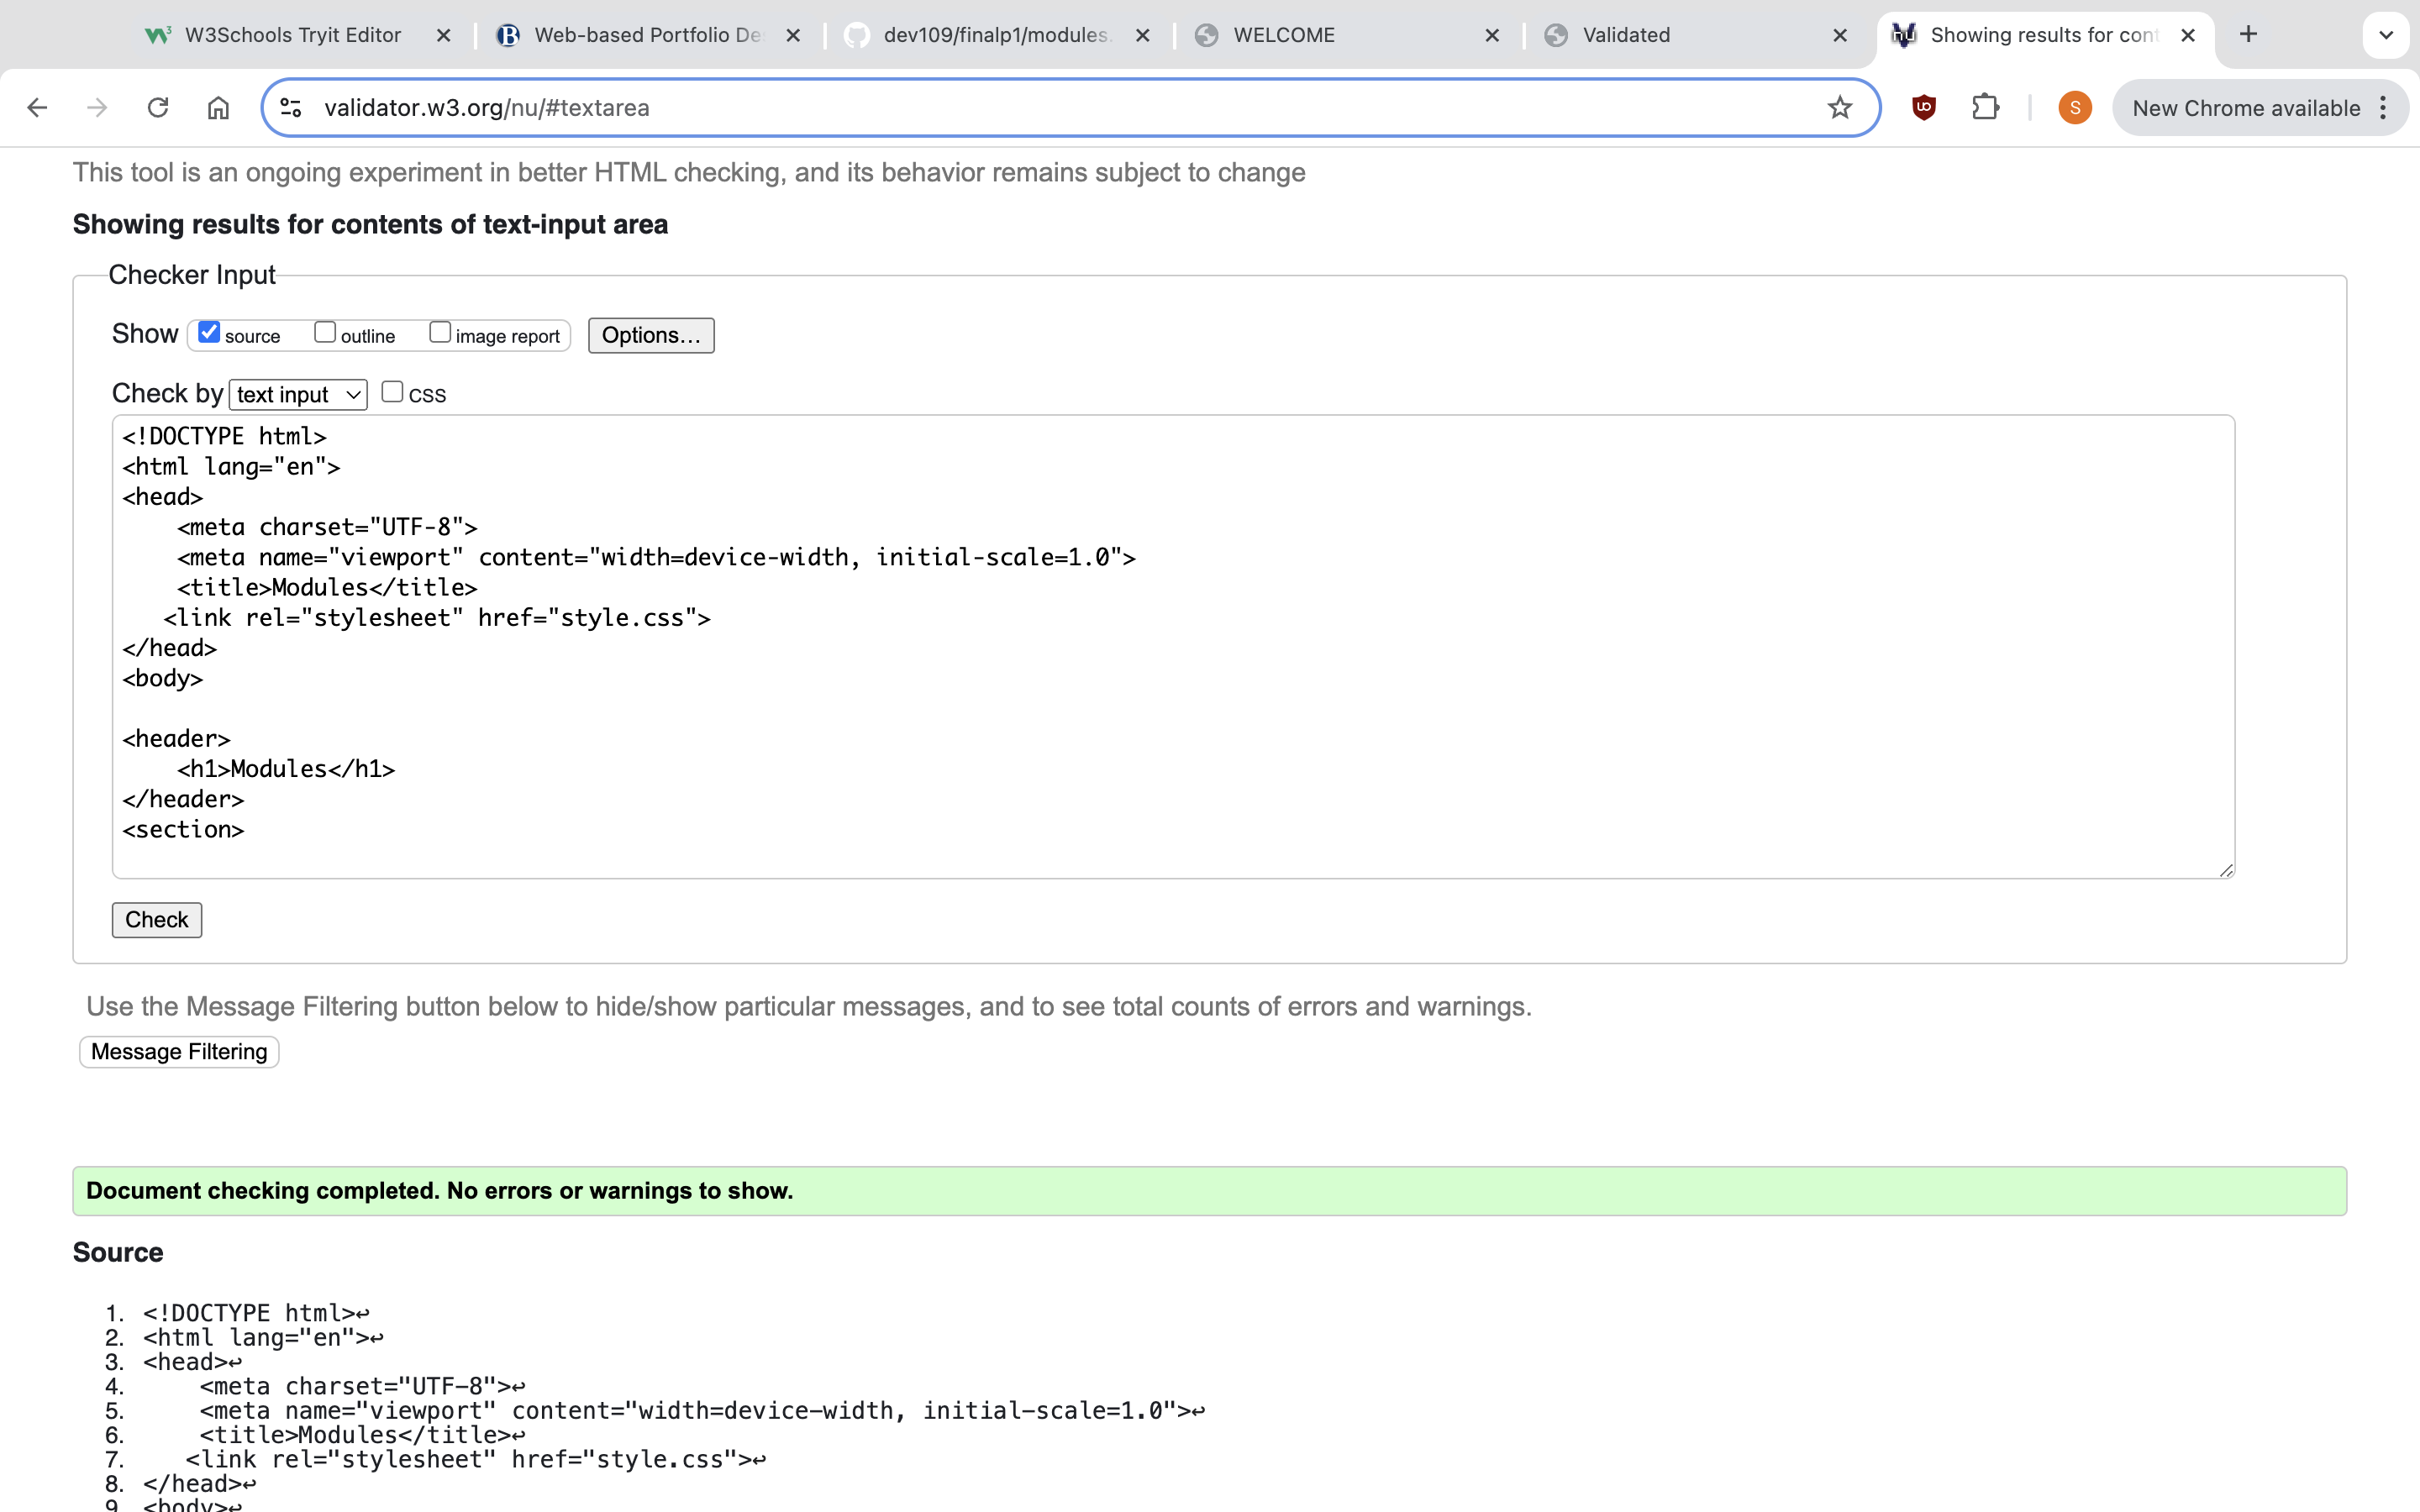 W3Schools Tryit Editor
Web-based Portfolio De
dev109/finalp1/modules.
WELCOME
Validated
Showing results for cont
validator.w3.org/nu/#textarea
S
New Chrome available
This tool is an ongoing experiment in better HTML checking, and its behavior remains subject to change
Showing results for contents of text-input area
Checker Input
Show source outline image report Options...
Check by text input css
<!DOCTYPE html>
<html lang="en">
<head>
    <meta charset="UTF-8">
    <meta name="viewport" content="width=device-width, initial-scale=1.0">
    <title>Modules</title>
   <link rel="stylesheet" href="style.css">
</head>
<body>
<header>
    <h1>Modules</h1>
</header>
<section>
Check
Use the Message Filtering button below to hide/show particular messages, and to see total counts of errors and warnings.
Message Filtering
Document checking completed. No errors or warnings to show.
Source
1. <!DOCTYPE html>↩
2. <html lang="en">↩
3. <head>↩
4.     <meta charset="UTF-8">↩
5.     <meta name="viewport" content="width=device-width, initial-scale=1.0">↩
6.     <title>Modules</title>↩
7.    <link rel="stylesheet" href="style.css">↩
8. </head>↩
9. <body>↩